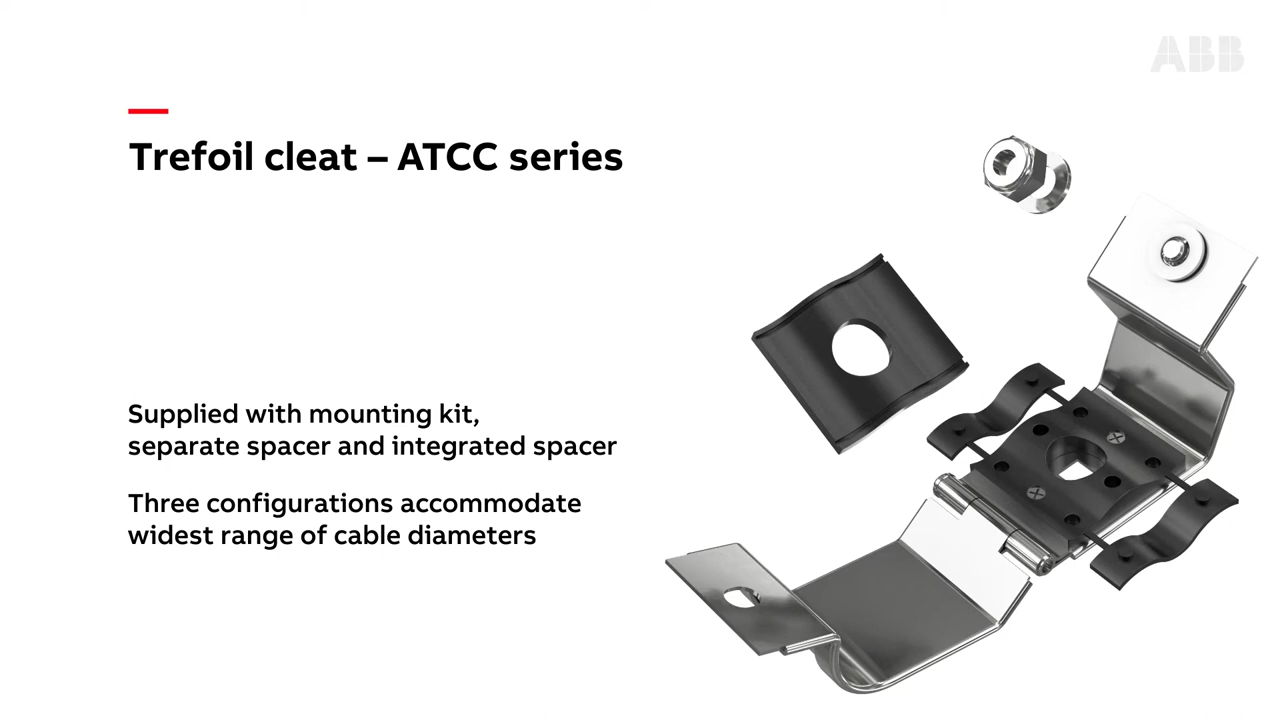 ABB
Trefoil cleat – ATCC series
Supplied with mounting kit,
separate spacer and integrated spacer
Three configurations accommodate
widest range of cable diameters